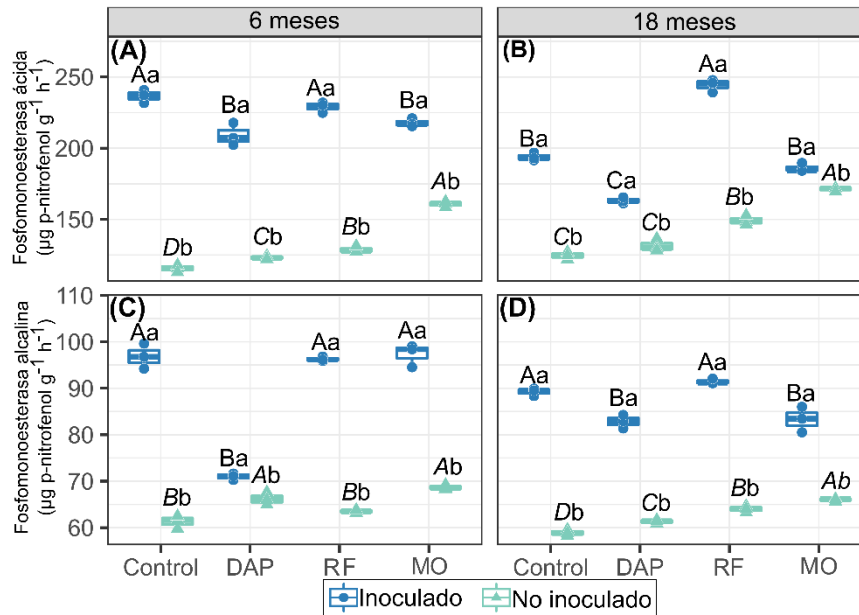 6 meses
18 meses
(A)
(B)
Fosfomonoesterasa ácida
(µg p-nitrofenol g⁻¹ h⁻¹)
250
200
150
Aa
Ba
Aa
Ba
Db
Cb
Bb
Ab
Ba
Ca
Aa
Ba
Cb
Cb
Bb
Ab
(C)
(D)
Fosfomonoesterasa alcalina
(µg p-nitrofenol g⁻¹ h⁻¹)
110
100
90
80
70
60
Aa
Ba
Aa
Aa
Bb
Ab
Bb
Ab
Aa
Ba
Aa
Ba
Db
Cb
Bb
Ab
Control DAP RF MO
Control DAP RF MO
Inoculado No inoculado